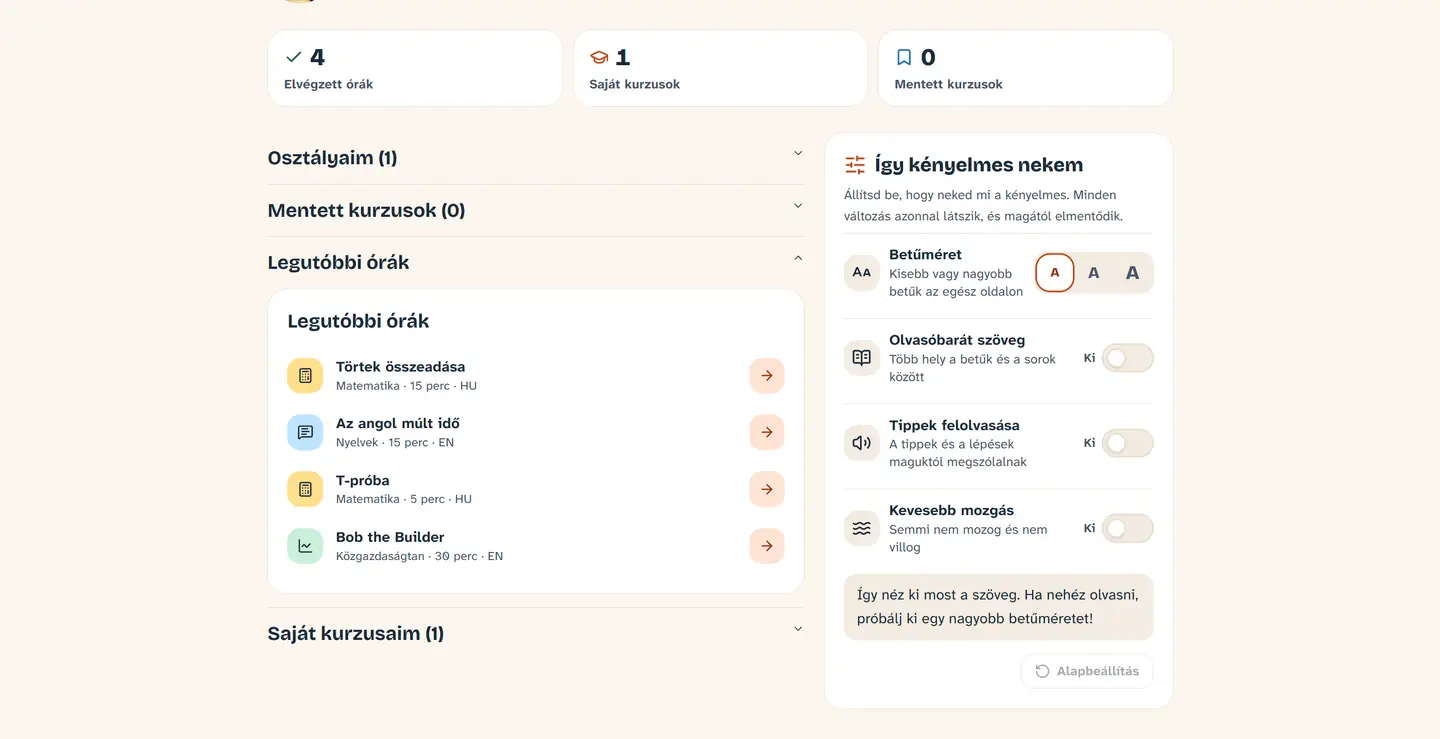 4
Elvégzett órák
1
Saját kurzusok
0
Mentett kurzusok
Osztályaim (1)
Mentett kurzusok (0)
Legutóbbi órák
Legutóbbi órák
Törtek összeadása
Matematika · 15 perc · HU
Az angol múlt idő
Nyelvek · 15 perc · EN
T-próba
Matematika · 5 perc · HU
Bob the Builder
Közgazdaságtan · 30 perc · EN
Saját kurzusaim (1)
Így kényelmes nekem
Állítsd be, hogy neked mi a kényelmes. Minden
változás azonnal látszik, és magától elmentődik.
AA
Betűméret
Kisebb vagy nagyobb
betűk az egész oldalon
A A A
Olvasóbarát szöveg
Több hely a betűk és a sorok
között
Ki
Tippek felolvasása
A tippek és a lépések
maguktól megszólalnak
Ki
Kevesebb mozgás
Semmi nem mozog és nem
villog
Ki
Így néz ki most a szöveg. Ha nehéz olvasni,
próbálj ki egy nagyobb betűméretet!
Alapbeállítás